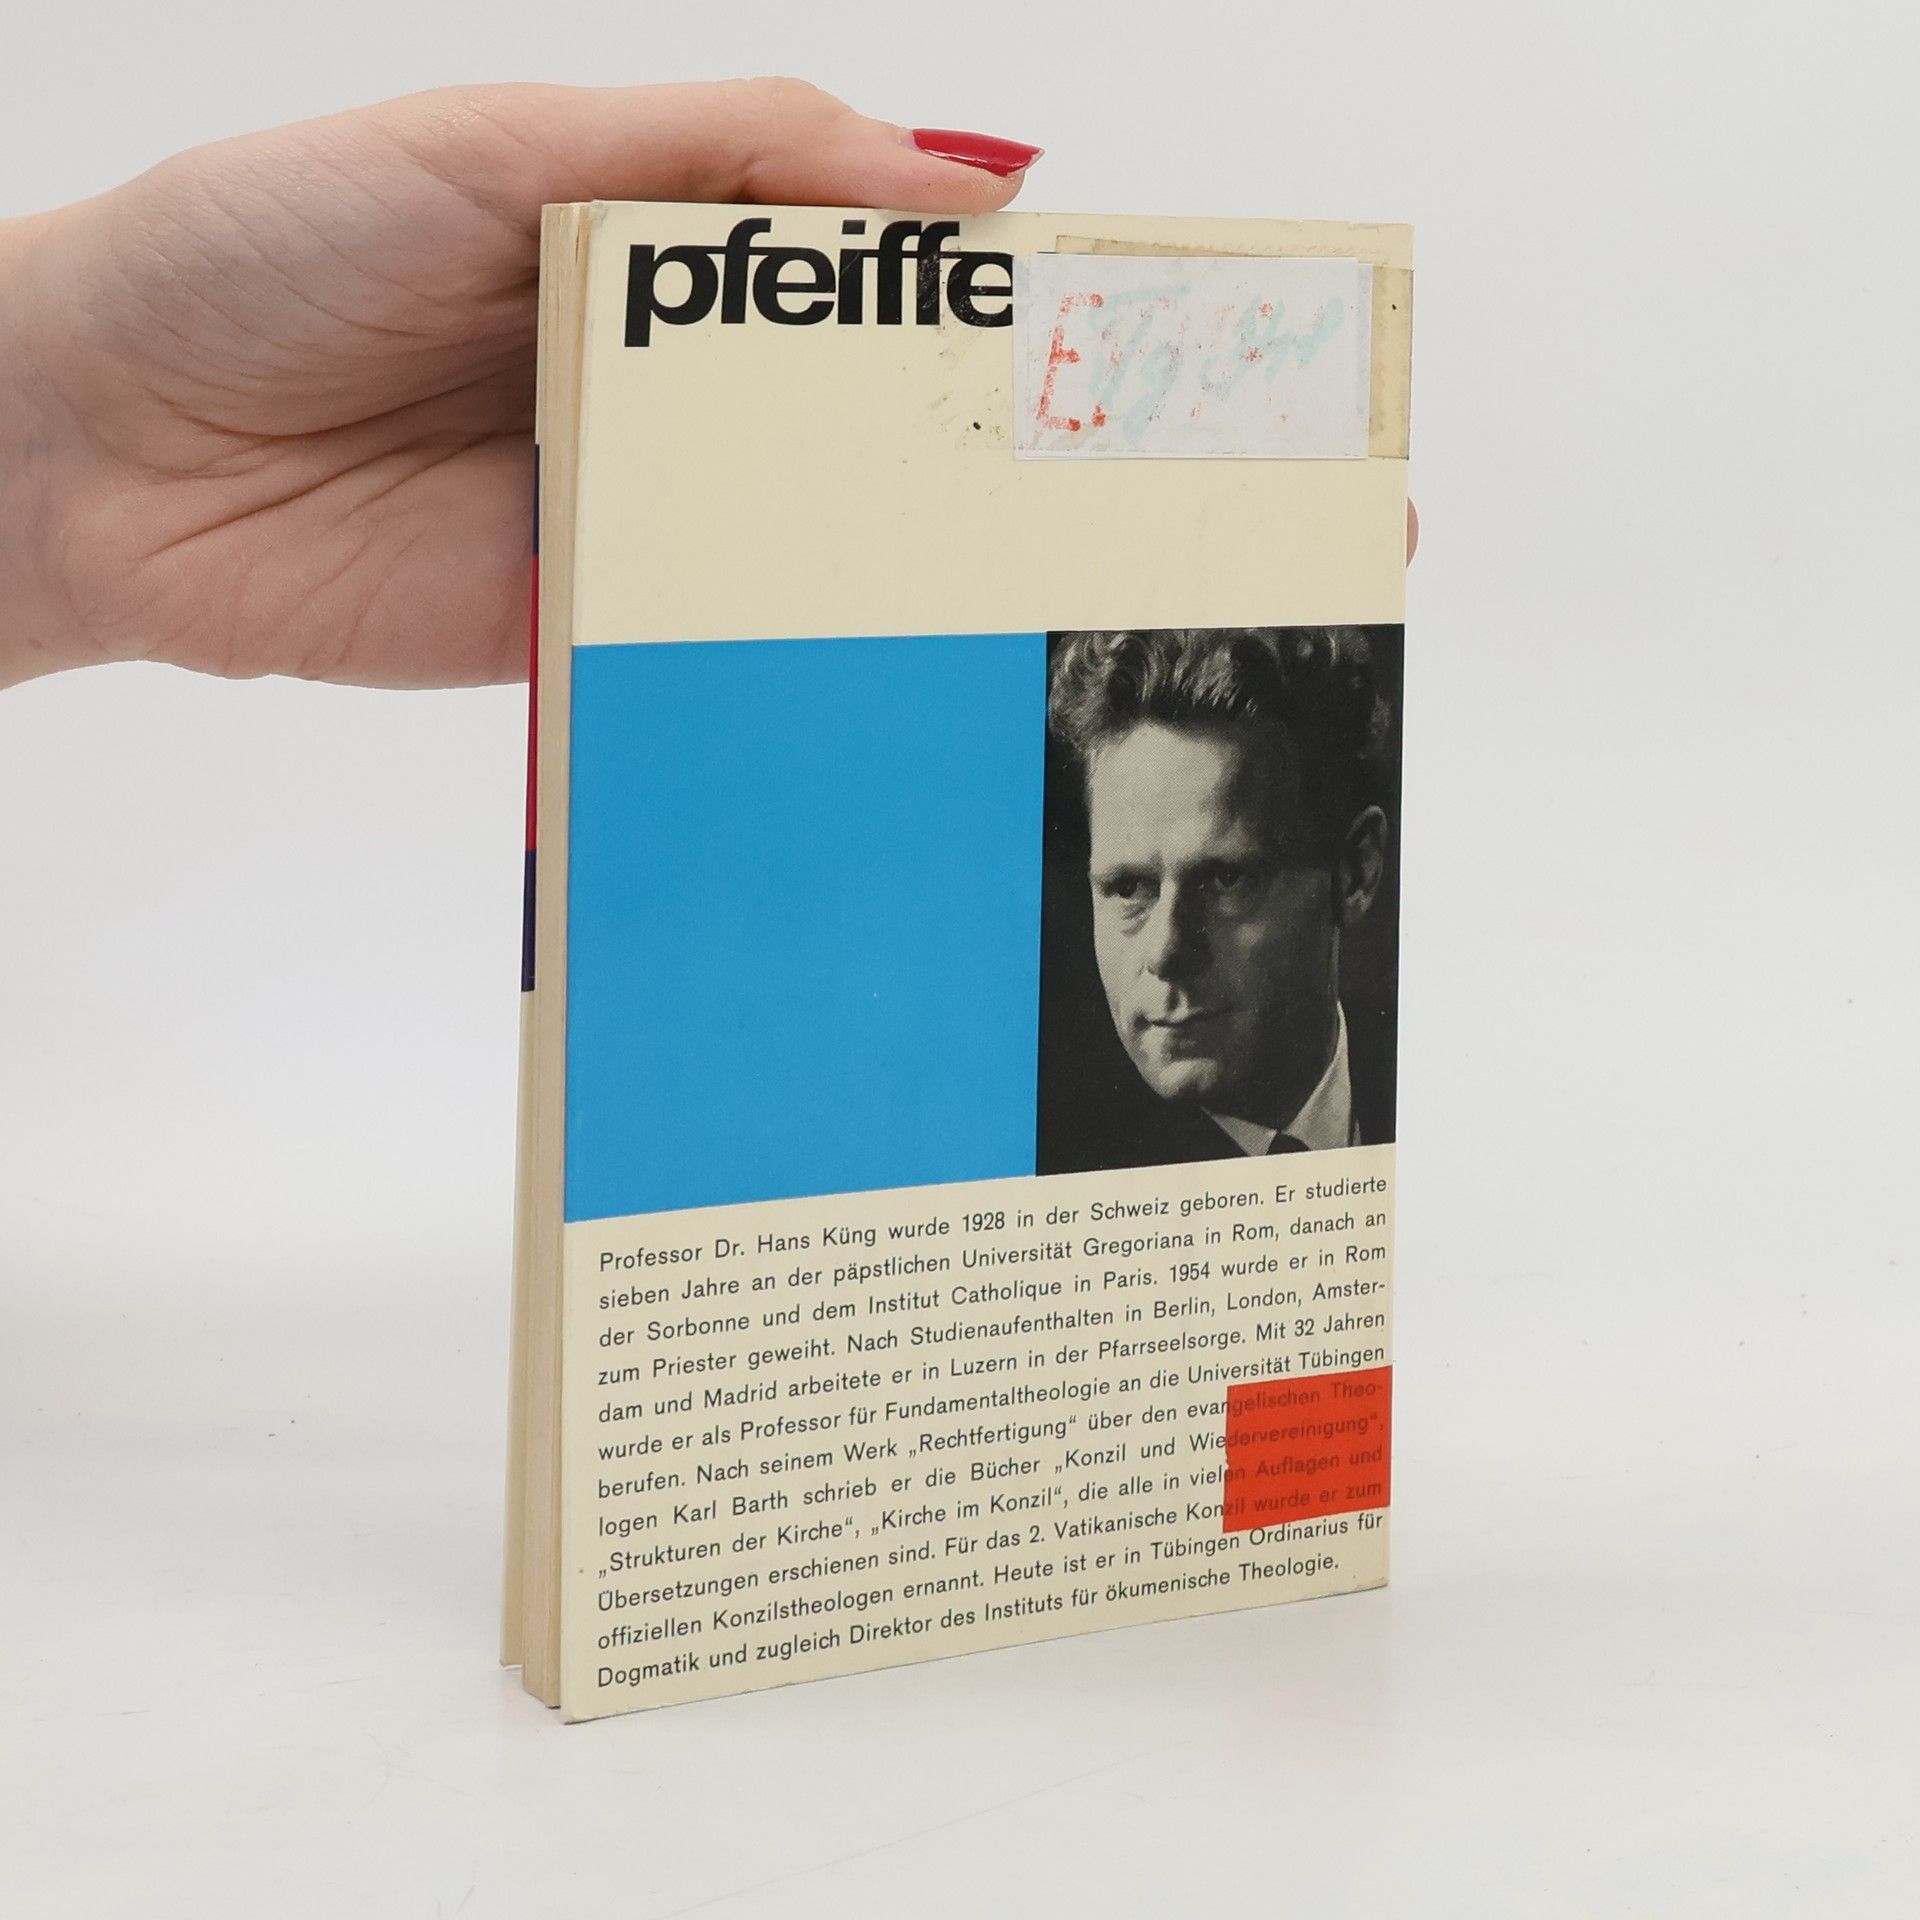 pfeiffe
Professor Dr. Hans Küng wurde 1928 in der Schweiz geboren. Er studierte
sieben Jahre an der päpstlichen Universität Gregoriana in Rom, danach an
der Sorbonne und dem Institut Catholique in Paris. 1954 wurde er in Rom
zum Priester geweiht. Nach Studienaufenthalten in Berlin, London, Amster-
dam und Madrid arbeitete er in Luzern in der Pfarrseelsorge. Mit 32 Jahren
wurde er als Professor für Fundamentaltheologie an die Universität Tübingen
berufen. Nach seinem Werk „Rechtfertigung“ über den evangelischen Theo-
logen Karl Barth schrieb er die Bücher „Konzil und Wiedervereinigung“,
„Strukturen der Kirche“, „Kirche im Konzil“, die alle in vielen Auflagen und
Übersetzungen erschienen sind. Für das 2. Vatikanische Konzil wurde er zum
offiziellen Konzilstheologen ernannt. Heute ist er in Tübingen Ordinarius für
Dogmatik und zugleich Direktor des Instituts für ökumenische Theologie.